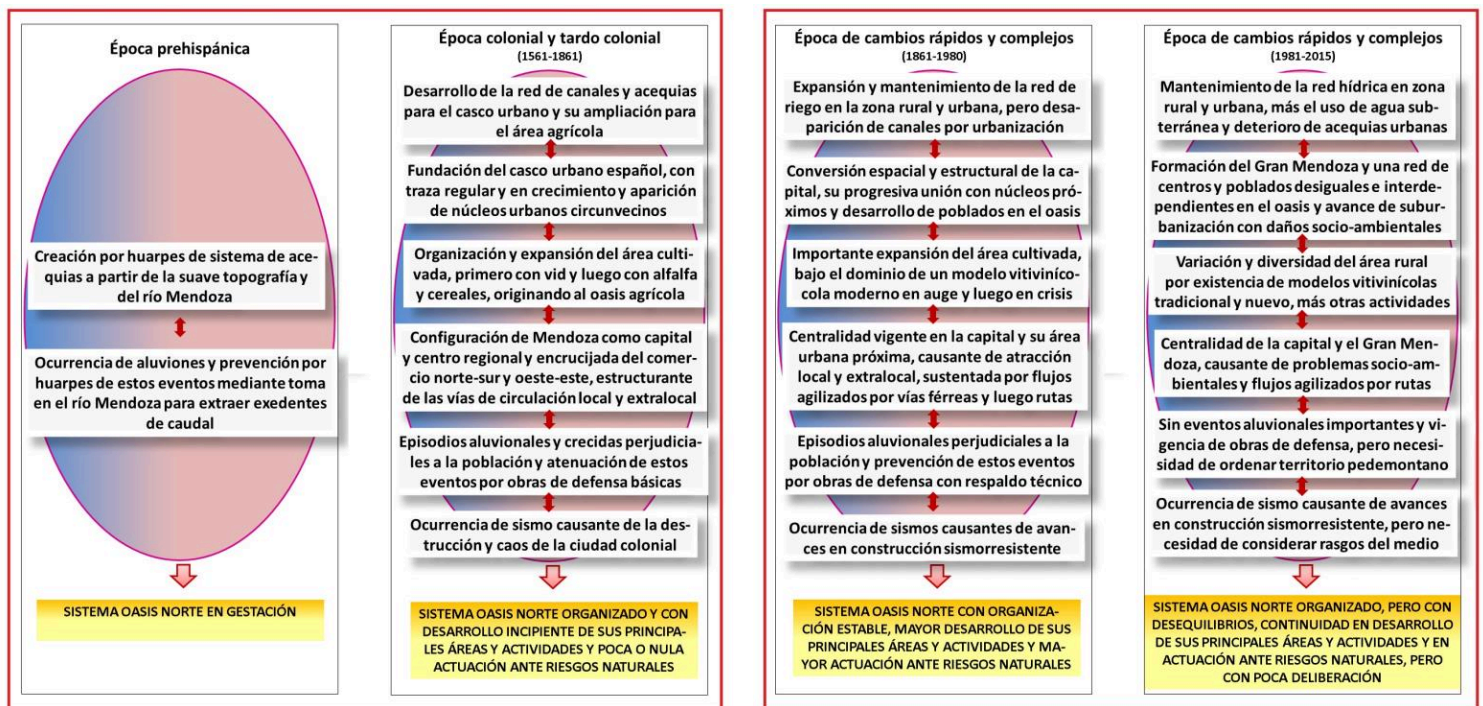 Época prehispánica
Creación por huarpes de sistema de ace-
quias a partir de la suave topografía y
del río Mendoza
Ocurrencia de aluviones y prevención por
huarpes de estos eventos mediante toma
en el río Mendoza para extraer exedentes
de caudal
SISTEMA OASIS NORTE EN GESTACIÓN
Época colonial y tardo colonial
(1561-1861)
Desarrollo de la red de canales y acequias
para el casco urbano y su ampliación para
el área agrícola
Fundación del casco urbano español, con
traza regular y en crecimiento y aparición
de núcleos urbanos circunvecinos
Organización y expansión del área culti-
vada, primero con vid y luego con alfalfa
y cereales, originando al oasis agrícola
Configuración de Mendoza como capital
y centro regional y encrucijada del comer-
cio norte-sur y oeste-este, estructurante
de las vías de circulación local y extralocal
Episodios aluvionales y crecidas perjudicia-
les a la población y atenuación de estos
eventos por obras de defensa básicas
Ocurrencia de sismo causante de la des-
trucción y caos de la ciudad colonial
SISTEMA OASIS NORTE ORGANIZADO Y CON
DESARROLLO INCIPIENTE DE SUS PRINCIPA-
LES ÁREAS Y ACTIVIDADES Y POCA O NULA
ACTUACIÓN ANTE RIESGOS NATURALES
Época de cambios rápidos y complejos
(1861-1980)
Expansión y mantenimiento de la red de
riego en la zona rural y urbana, pero desa-
parición de canales por urbanización
Conversión espacial y estructural de la ca-
pital, su progresiva unión con núcleos pró-
ximos y desarrollo de poblados en el oasis
Importante expansión del área cultivada,
bajo el dominio de un modelo vitiviníco-
cola moderno en auge y luego en crisis
Centralidad vigente en la capital y su área
urbana próxima, causante de atracción
local y extralocal, sustentada por flujos
agilizados por vías férreas y luego rutas
Episodios aluvionales perjudiciales a la
población y prevención de estos eventos
por obras de defensa con respaldo técnico
Ocurrencia de sismos causantes de avan-
ces en construcción sismorresistente
SISTEMA OASIS NORTE CON ORGANIZA-
CIÓN ESTABLE, MAYOR DESARROLLO DE SUS
PRINCIPALES ÁREAS Y ACTIVIDADES Y MA-
YOR ACTUACIÓN ANTE RIESGOS NATURALES
Época de cambios rápidos y complejos
(1981-2015)
Mantenimiento de la red hídrica en zona
rural y urbana, más el uso de agua sub-
terránea y deterioro de acequias urbanas
Formación del Gran Mendoza y una red de
centros y poblados desiguales e interde-
pendientes en el oasis y avance de subur-
banización con daños socio-ambientales
Variación y diversidad del área rural
por existencia de modelos vitivinícolas
tradicional y nuevo, más otras actividades
Centralidad de la capital y el Gran Men-
doza, causante de problemas socio-am-
bientales y flujos agilizados por rutas
Sin eventos aluvionales importantes y vi-
gencia de obras de defensa, pero nece-
sidad de ordenar territorio pedemontano
Ocurrencia de sismo causante de avances
en construcción sismorresistente, pero ne-
cesidad de considerar rasgos del medio
SISTEMA OASIS NORTE ORGANIZADO, PERO CON
DESEQUILIBRIOS, CONTINUIDAD EN DESARROLLO
DE SUS PRINCIPALES ÁREAS Y ACTIVIDADES Y EN
ACTUACIÓN ANTE RIESGOS NATURALES, PERO
CON POCA DELIBERACIÓN